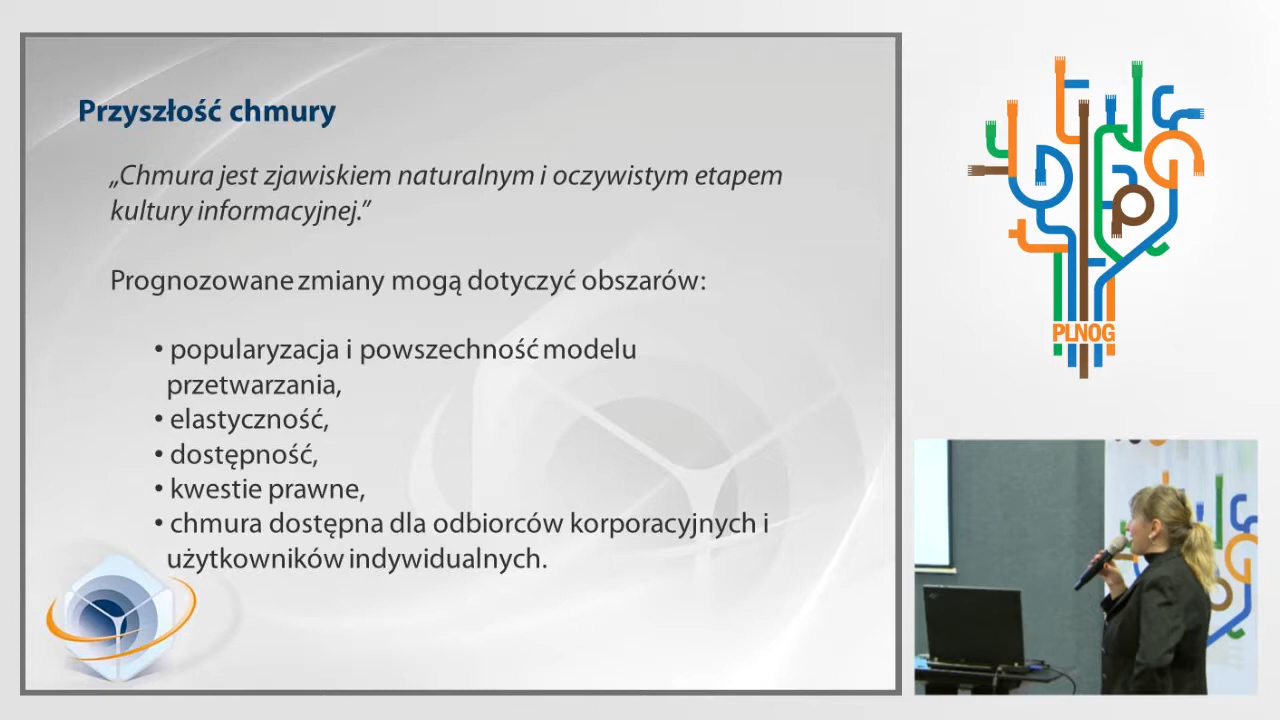 Przyszłość chmury
„Chmura jest zjawiskiem naturalnym i oczywistym etapem
kultury informacyjnej.”
Prognozowane zmiany mogą dotyczyć obszarów:
• popularyzacja i powszechność modelu
przetwarzania,
• elastyczność,
• dostępność,
• kwestie prawne,
• chmura dostępna dla odbiorców korporacyjnych i
użytkowników indywidualnych.
PLNOG